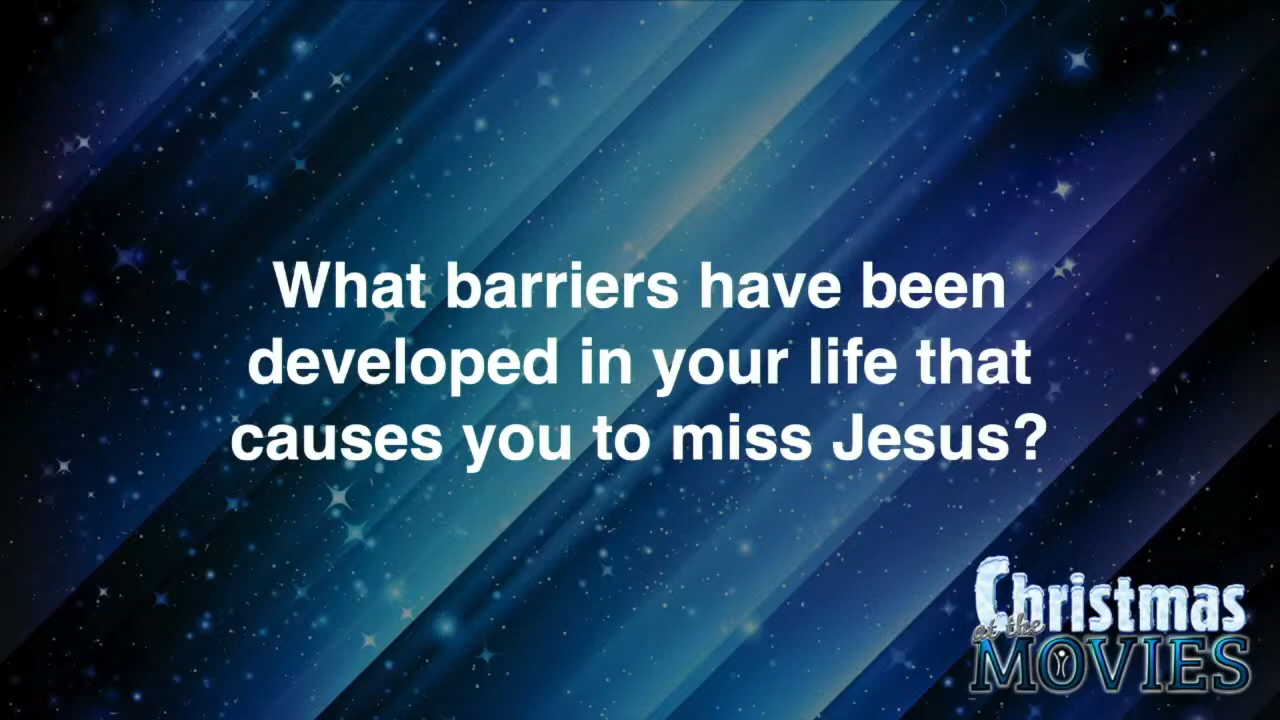 What barriers have been
developed in your life that
causes you to miss Jesus?
Christmas
at the
MOVIES